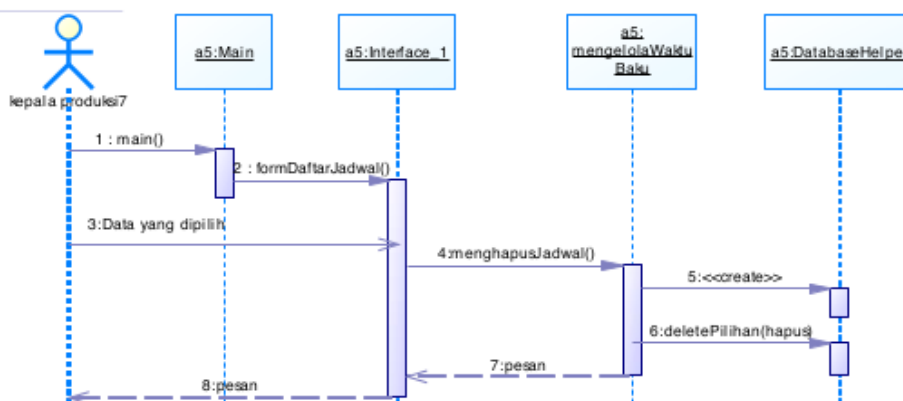 a5:Main
a5:Interface_1
a5:
mengelolaWaktu
Baku
a5:DatabaseHelpe
kepala produksi7
1 : main()
2 : formDaftarJadwal()
3:Data yang dipilih
4:menghapusJadwal()
5:<<create>>
6:deletePilihan(hapus)
7:pesan
8:pesan